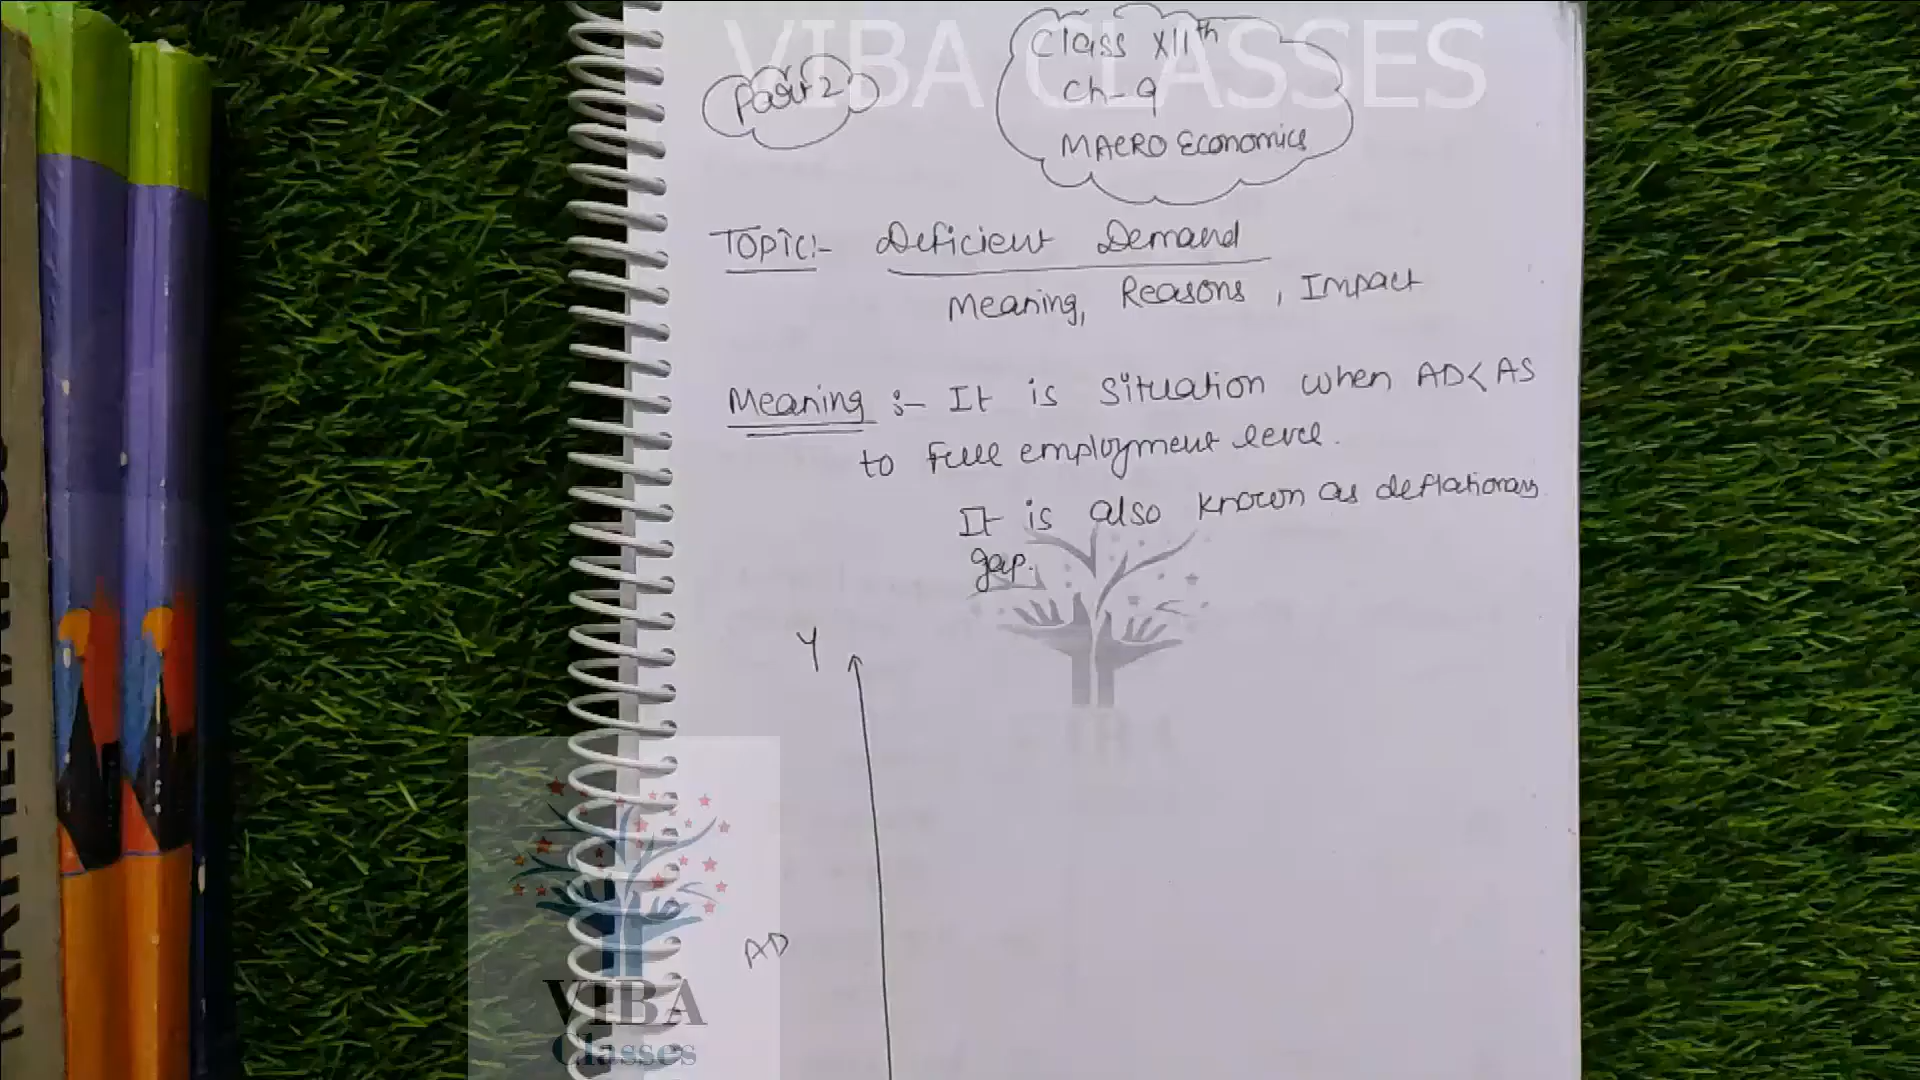 VIBA CLASSES
Part 2
Class XIIth
Ch-9
MACRO Economics
TOPIC:- Deficient Demand
Meaning, Reasons, Impact
Meaning :- It is situation when AD<AS
to full employment level.
It is also known as deflationary
gap.
Y
AD
VIBA
Classes